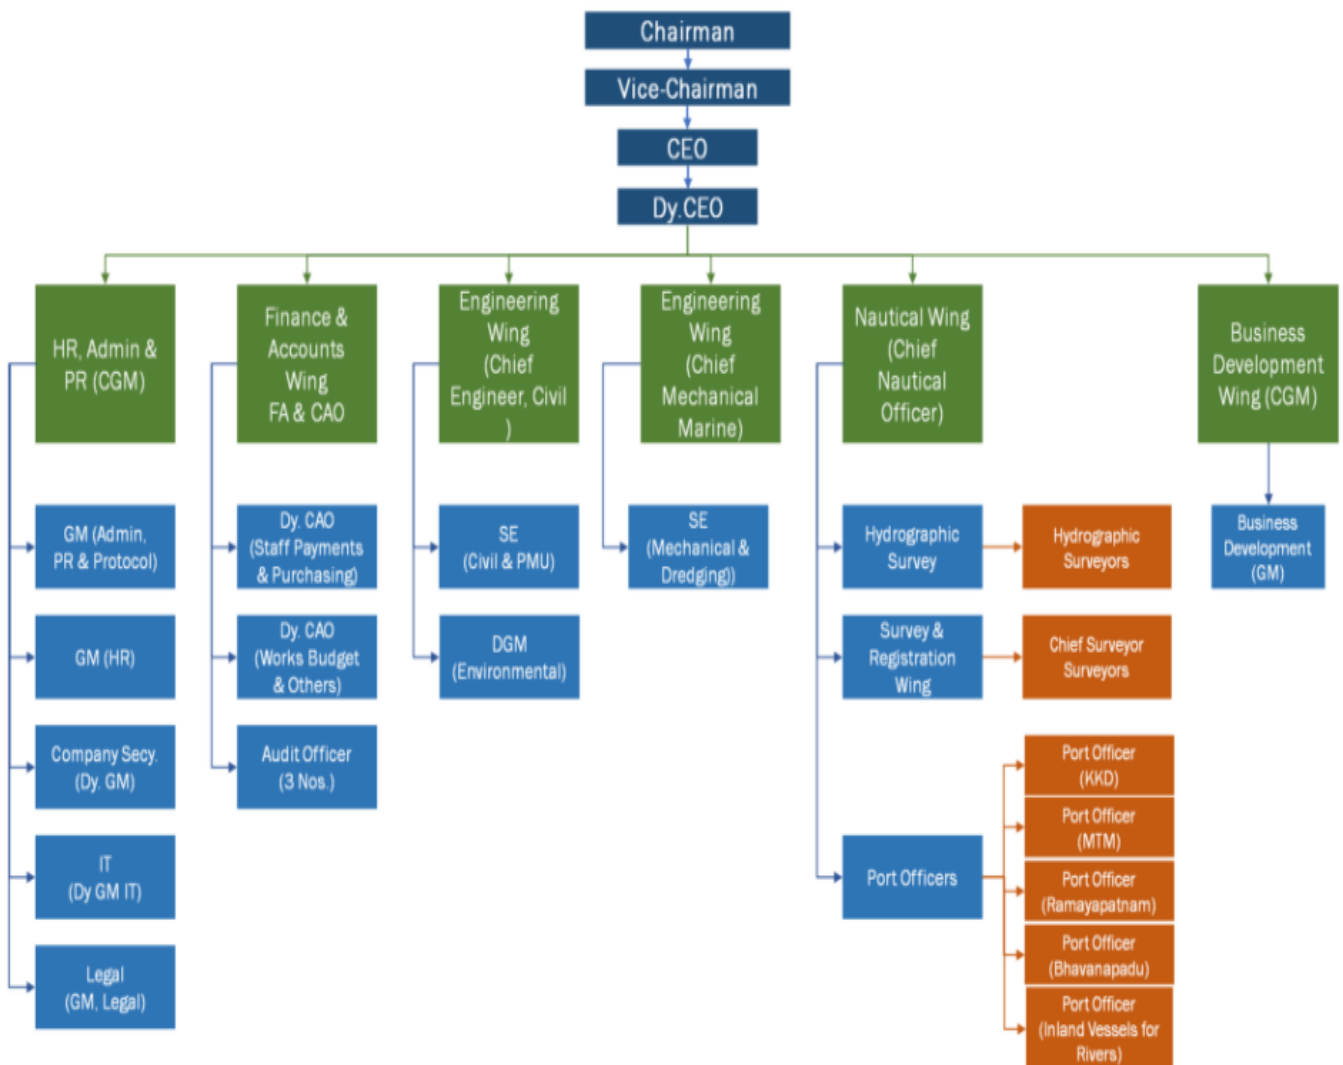 Chairman
Vice-Chairman
CEO
Dy.CEO
HR, Admin &
PR (CGM)
Finance &
Accounts
Wing
FA & CAO
Engineering
Wing
(Chief
Engineer, Civil
)
Engineering
Wing
(Chief
Mechanical
Marine)
Nautical Wing
(Chief
Nautical
Officer)
Business
Development
Wing (CGM)
GM (Admin,
PR & Protocol)
GM (HR)
Company Secy.
(Dy. GM)
IT
(Dy GM IT)
Legal
(GM, Legal)
Dy. CAO
(Staff Payments
& Purchasing)
Dy. CAO
(Works Budget
& Others)
Audit Officer
(3 Nos.)
SE
(Civil & PMU)
DGM
(Environmental)
SE
(Mechanical &
Dredging))
Hydrographic
Survey
Hydrographic
Surveyors
Survey &
Registration
Wing
Chief Surveyor
Surveyors
Port Officers
Port Officer
(KKD)
Port Officer
(MTM)
Port Officer
(Ramayapatnam)
Port Officer
(Bhavanapadu)
Port Officer
(Inland Vessels for
Rivers)
Business
Development
(GM)